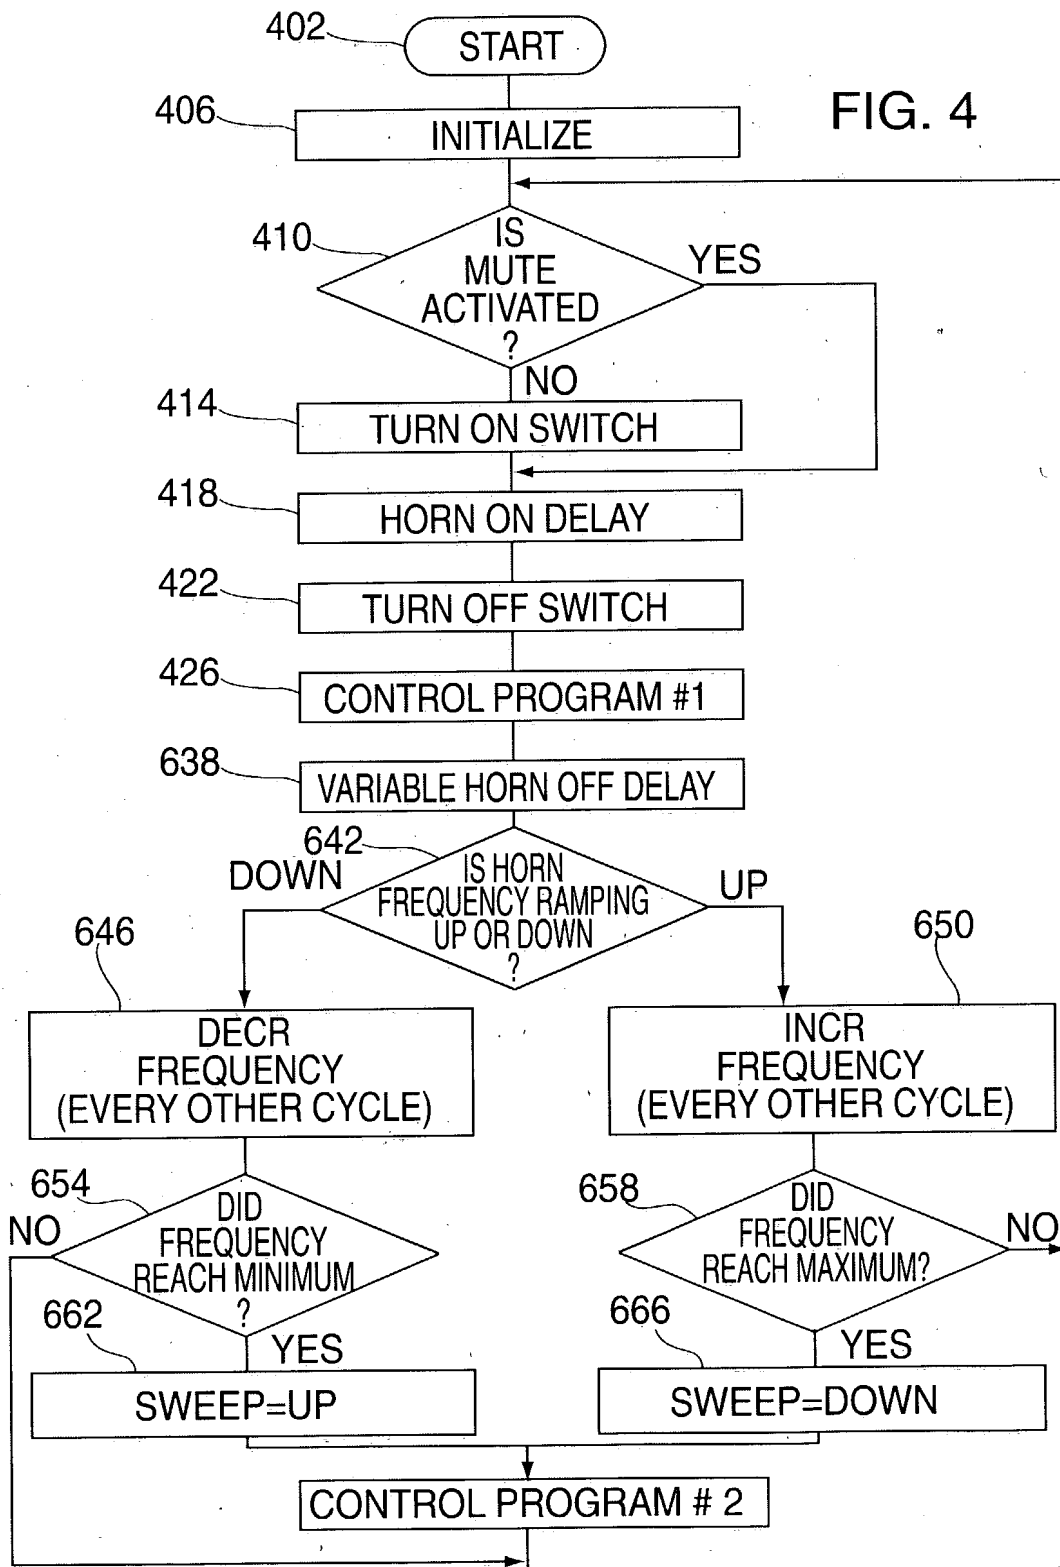 402
START
FIG. 4
406
INITIALIZE
410
IS
MUTE
ACTIVATED
?
YES
NO
414
TURN ON SWITCH
418
HORN ON DELAY
422
TURN OFF SWITCH
426
CONTROL PROGRAM #1
638
VARIABLE HORN OFF DELAY
642
IS HORN
FREQUENCY RAMPING
UP OR DOWN
?
DOWN
UP
646
DECR
FREQUENCY
(EVERY OTHER CYCLE)
650
INCR
FREQUENCY
(EVERY OTHER CYCLE)
654
NO
DID
FREQUENCY
REACH MINIMUM
?
658
DID
FREQUENCY
REACH MAXIMUM?
NO
662
YES
SWEEP=UP
666
YES
SWEEP=DOWN
CONTROL PROGRAM # 2